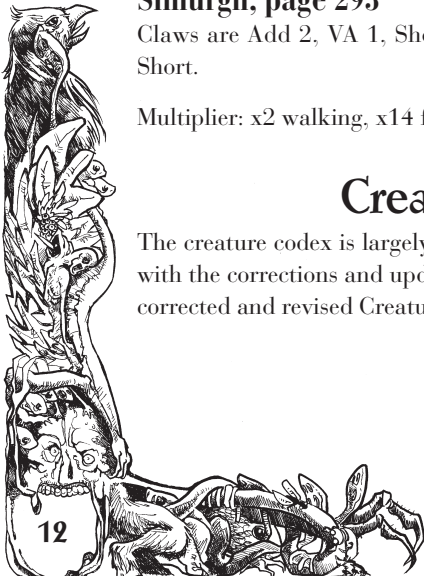 Simurgh, page 293
Claws are Add 2, VA 1, Sho
Short.
Multiplier: x2 walking, x14 f
Crea
The creature codex is largely
with the corrections and upd
corrected and revised Creatu
12